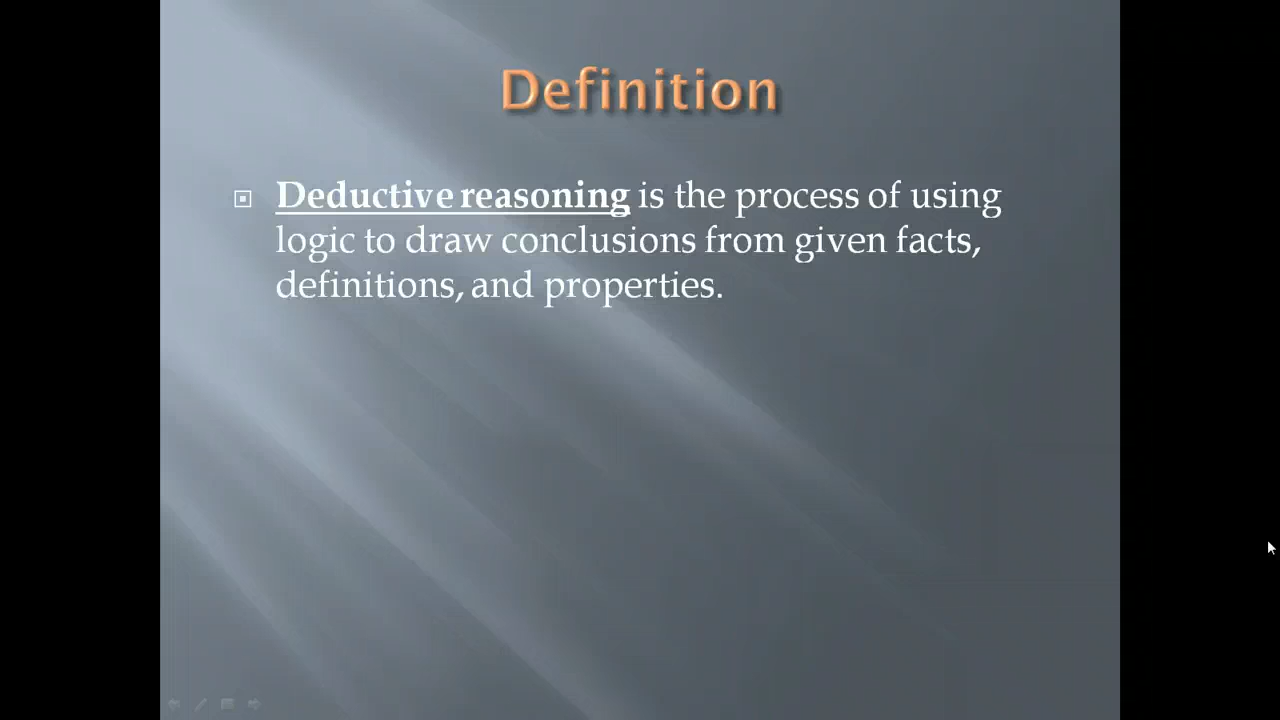 Definition
Deductive reasoning is the process of using
logic to draw conclusions from given facts,
definitions, and properties.